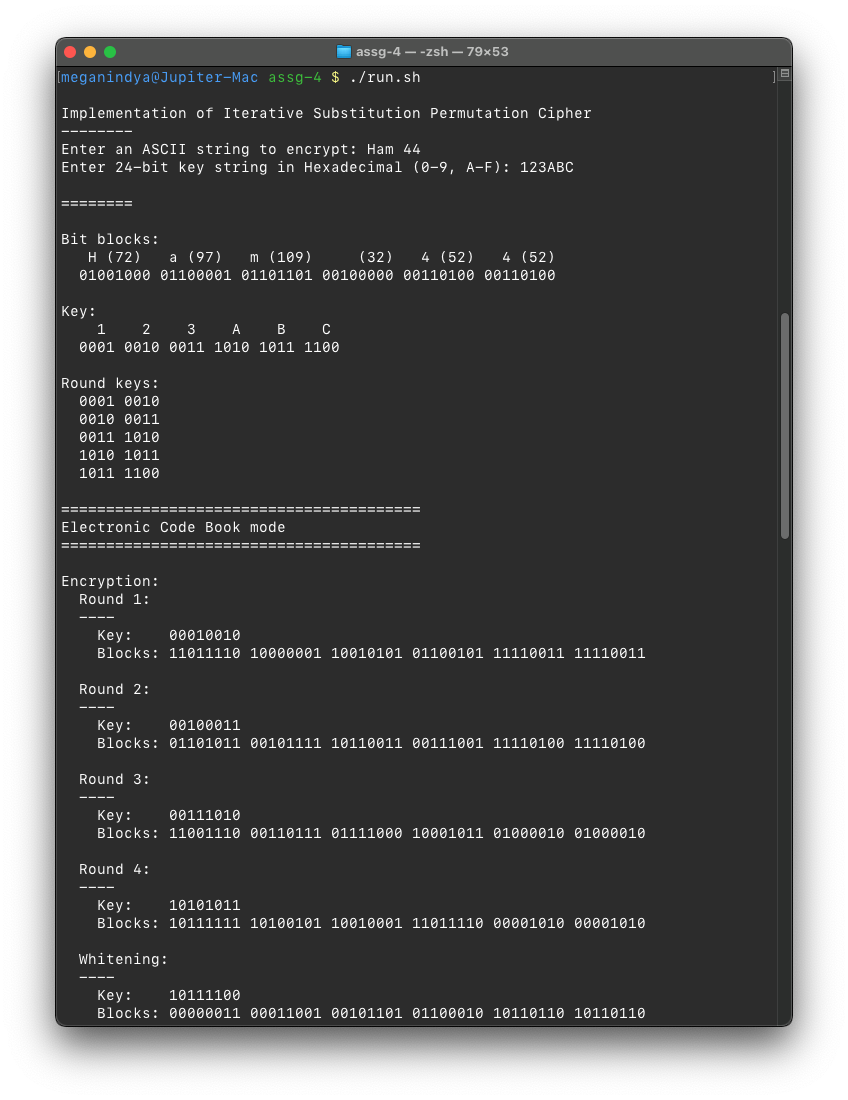 assg-4 — -zsh — 79×53
[meganindya@Jupiter-Mac assg-4 $ ./run.sh ]
Implementation of Iterative Substitution Permutation Cipher
--------
Enter an ASCII string to encrypt: Ham 44
Enter 24-bit key string in Hexadecimal (0-9, A-F): 123ABC
========
Bit blocks:
H (72) a (97) m (109) (32) 4 (52) 4 (52)
01001000 01100001 01101101 00100000 00110100 00110100
Key:
1 2 3 A B C
0001 0010 0011 1010 1011 1100
Round keys:
0001 0010
0010 0011
0011 1010
1010 1011
1011 1100
========================================
Electronic Code Book mode
========================================
Encryption:
Round 1:
----
Key: 00010010
Blocks: 11011110 10000001 10010101 01100101 11110011 11110011
Round 2:
----
Key: 00100011
Blocks: 01101011 00101111 10110011 00111001 11110100 11110100
Round 3:
----
Key: 00111010
Blocks: 11001110 00110111 01111000 10001011 01000010 01000010
Round 4:
----
Key: 10101011
Blocks: 10111111 10100101 10010001 11011110 00001010 00001010
Whitening:
----
Key: 10111100
Blocks: 00000011 00011001 00101101 01100010 10110110 10110110